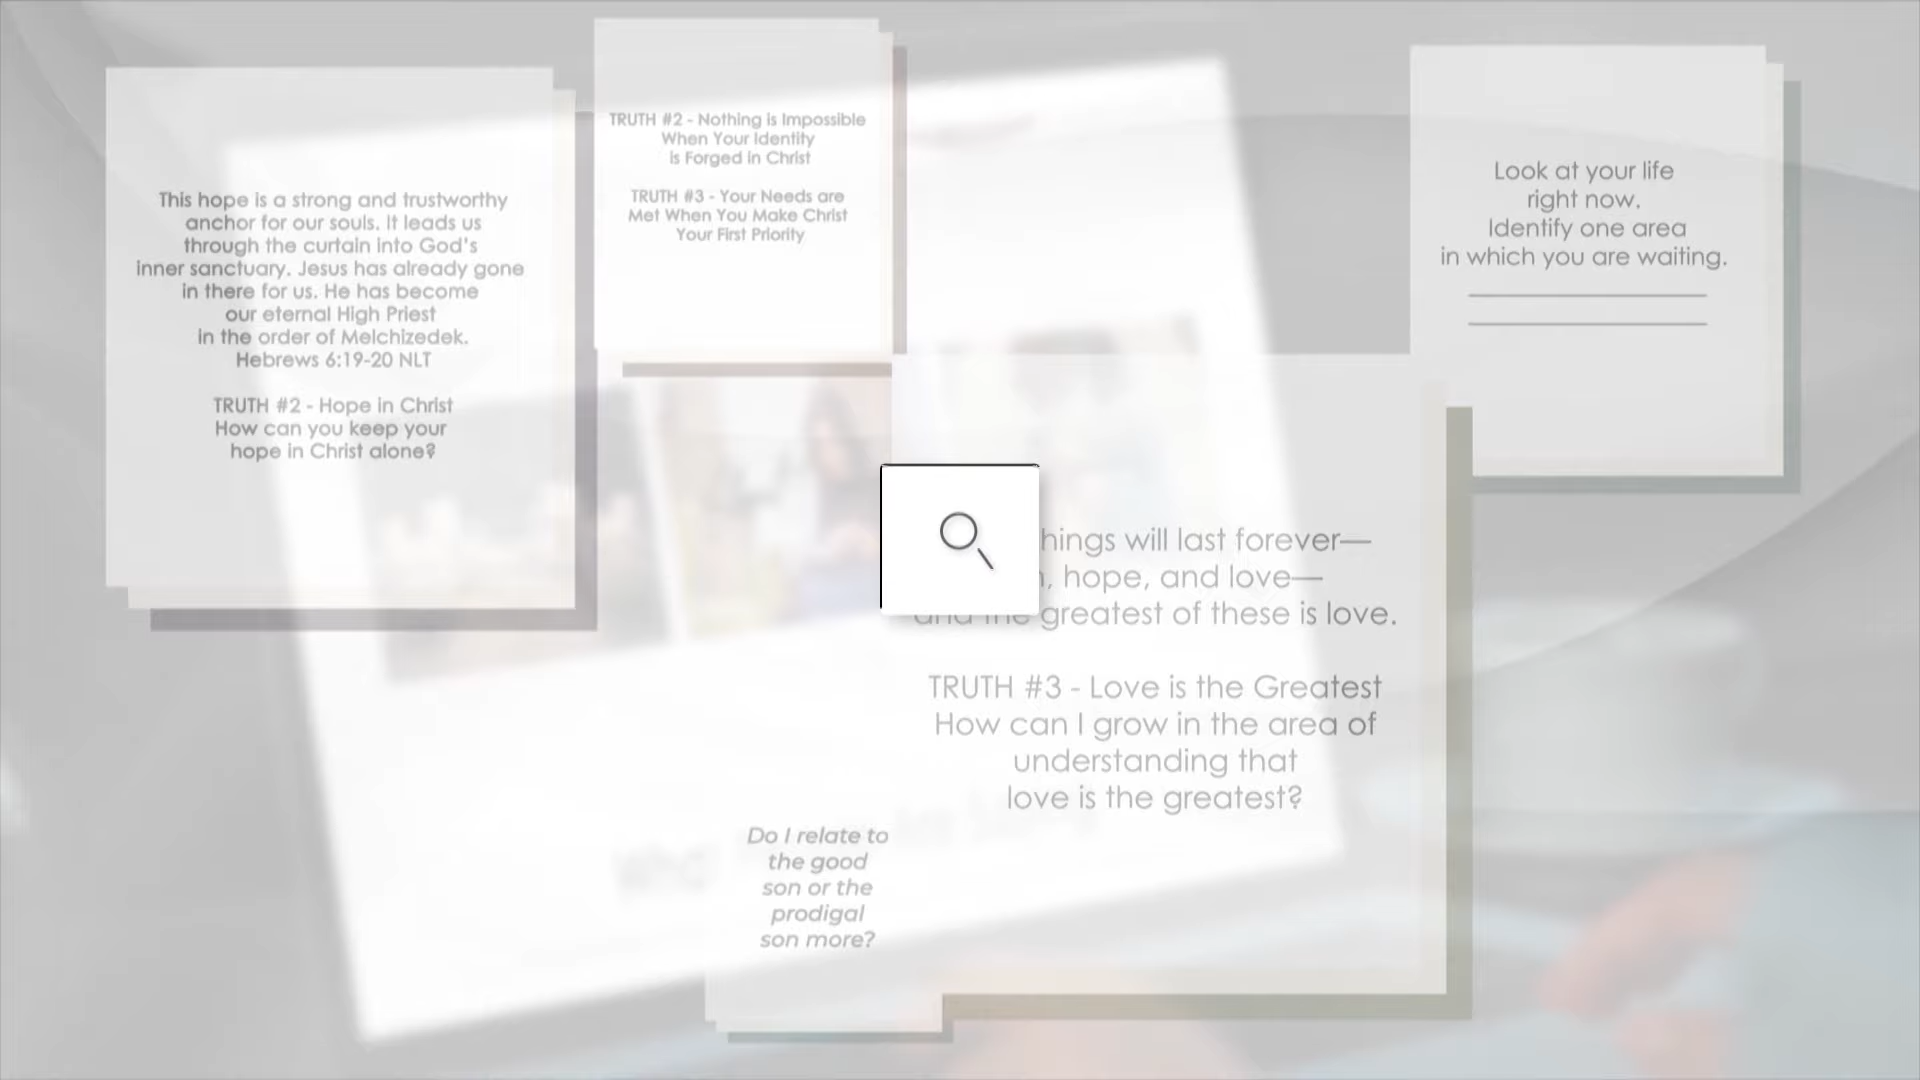 This hope is a strong and trustworthy
anchor for our souls. It leads us
through the curtain into God's
inner sanctuary. Jesus has already gone
in there for us. He has become
our eternal High Priest
in the order of Melchizedek.
Hebrews 6:19-20 NLT
TRUTH #2 - Hope in Christ
How can you keep your
hope in Christ alone?
TRUTH #2 - Nothing is Impossible
When Your Identity
is Forged in Christ
TRUTH #3 - Your Needs are
Met When You Make Christ
Your First Priority
Look at your life
right now.
Identify one area
in which you are waiting.
will last forever—
hope, and love—
and the greatest of these is love.
TRUTH #3 - Love is the Greatest
How can I grow in the area of
understanding that
love is the greatest?
Do I relate to
the good
son or the
prodigal
son more?